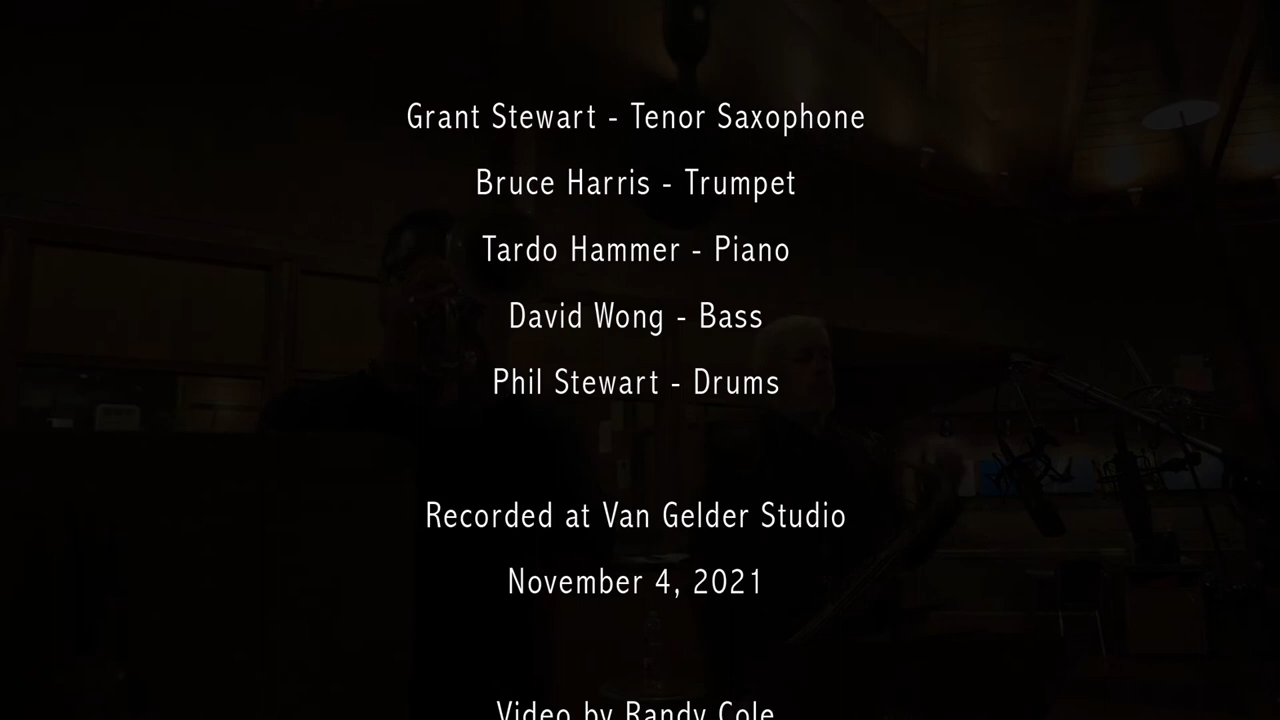 Grant Stewart - Tenor Saxophone
Bruce Harris - Trumpet
Tardo Hammer - Piano
David Wong - Bass
Phil Stewart - Drums
Recorded at Van Gelder Studio
November 4, 2021
Video by Randy Cole